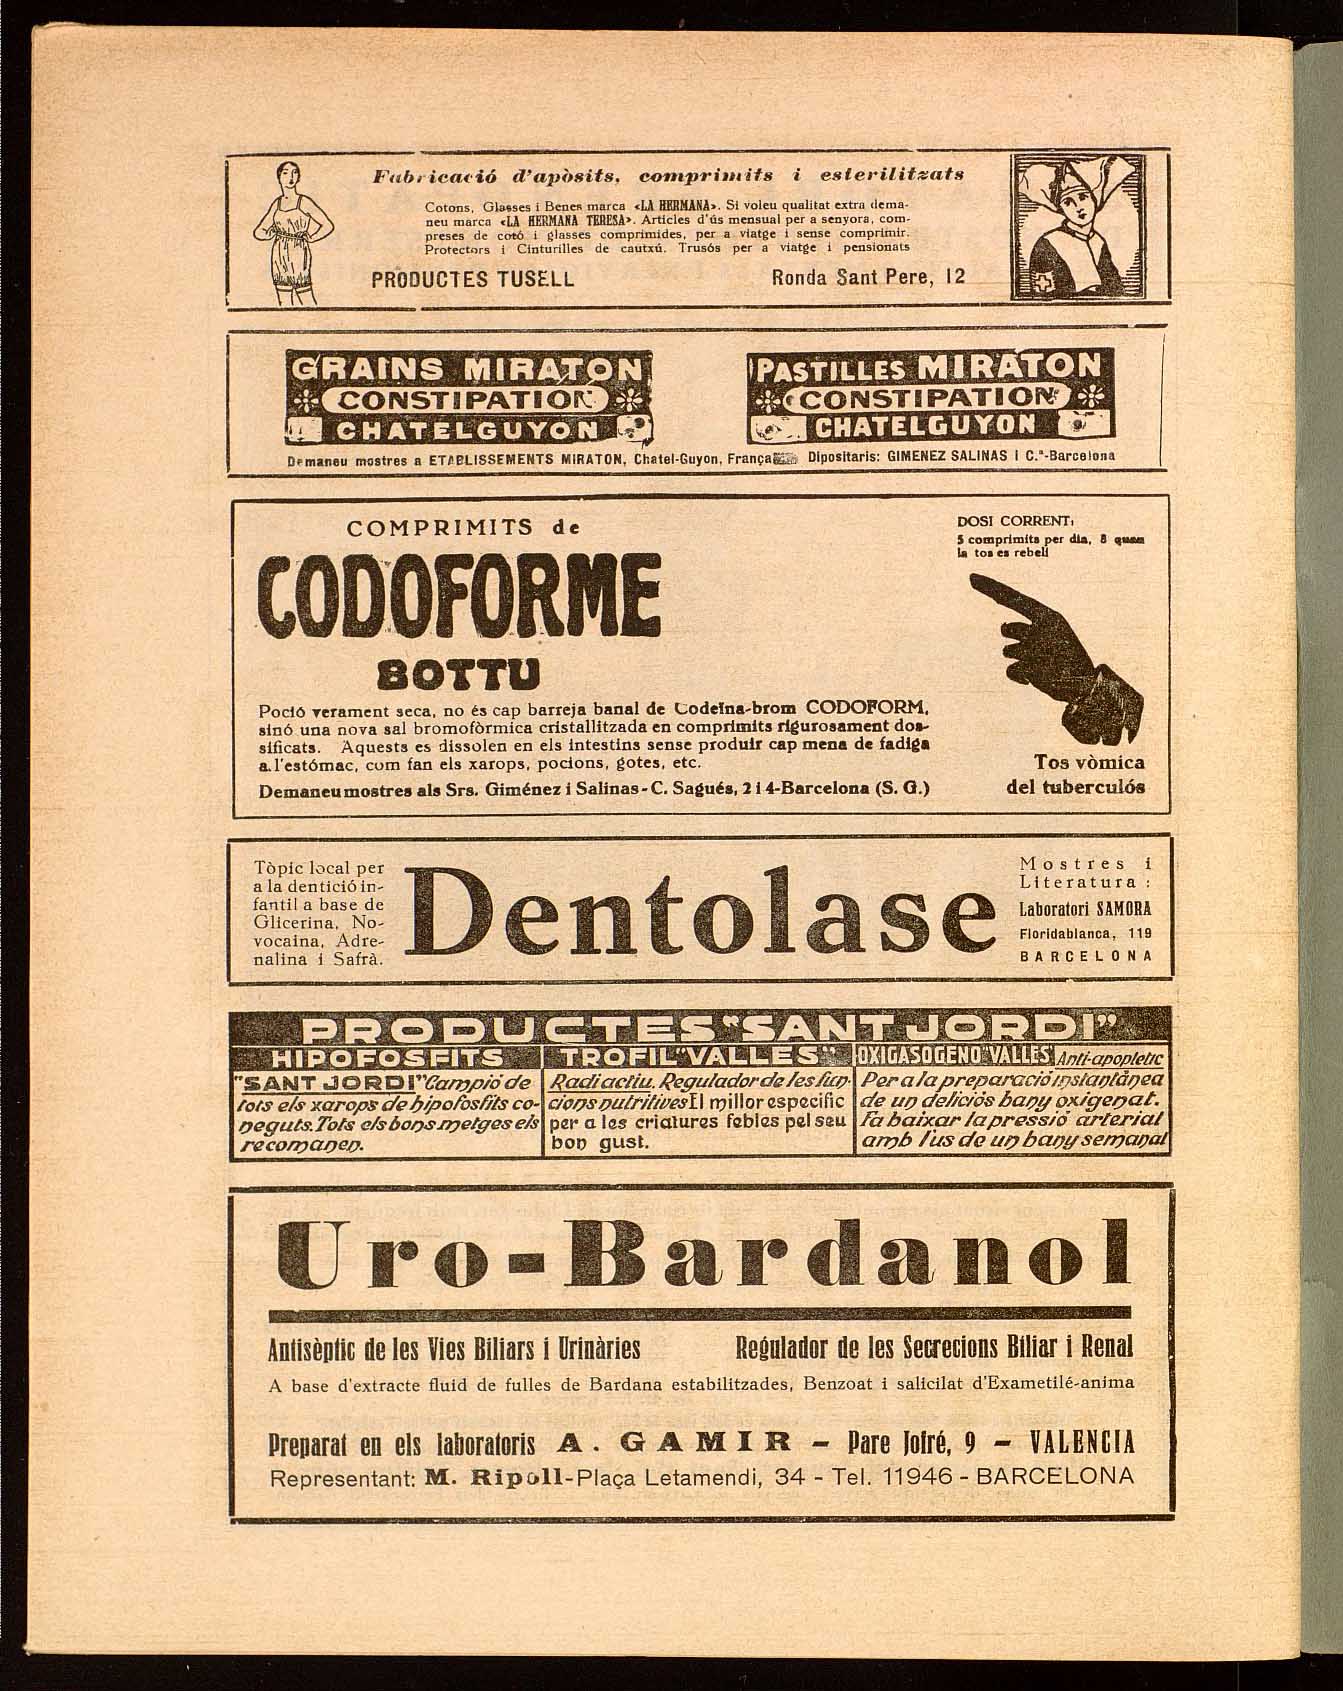 Fabricació d'apòsits, comprimits i esterilitzats
Cotons, Glasses i Benes marca «LA HERMANA». Si voleu qualitat extra dema-
neu marca «LA HERMANA TERESA». Articles d'ús mensual per a senyora, com-
preses de cotó i glasses comprimides, per a viatge i sense comprimir.
Protectors i Cinturilles de cautxú. Trusós per a viatge i pensionats
PRODUCTES TUSELL Ronda Sant Pere, 12
GRAINS MIRATON
CONSTIPATION
CHATELGUYON
PASTILLES MIRATON
CONSTIPATION
CHATELGUYON
Demaneu mostres a ETABLISSEMENTS MIRATON, Chatel-Guyon, França Dipositaris: GIMENEZ SALINAS I C.ª-Barcelona
COMPRIMITS de
CODOFORME
BOTTU
DOSI CORRENT:
5 comprimits per dia, 8 quan
la tos es rebell
Poció verament seca, no és cap barreja banal de Codeïna-brom CODOFORM,
sinó una nova sal bromofòrmica cristallitzada en comprimits rigurosament dos-
sificats. Aquests es dissolen en els intestins sense produir cap mena de fadiga
a l'estómac, com fan els xarops, pocions, gotes, etc.
Demaneu mostres als Srs. Giménez i Salinas-C. Sagués, 2 i 4-Barcelona (S. G.)
Tos vòmica
del tuberculós
Tòpic local per
a la dentició in-
fantil a base de
Glicerina, No-
vocaina, Adre-
nalina i Safrà.
Dentolase
Mostres i
Literatura:
Laboratori SAMORA
Floridablanca, 119
BARCELONA
PRODUCTES "SANT JORDI"
HIPOFOSFITS
"SANT JORDI" Campió de
tots els xarops de hipofosfits co-
neguts. Tots els bons metges els
recomanen.
TROFIL "VALLES"
Radi actiu. Regulador de les fun-
cions nutritives El millor especific
per a les criatures febles pel seu
bon gust.
OXIGASOGENO "VALLES" Anti-apopletic
Per a la preparació instantánea
de un deliciós bany oxigenat.
Fa baixar la pressió arterial
amb l'us de un bany semanal
Uro-Bardanol
Antisèptic de les Vies Biliars i Urinàries Regulador de les Secrecions Biliar i Renal
A base d'extracte fluid de fulles de Bardana estabilitzades, Benzoat i salicilat d'Exametilé-anima
Preparat en els laboratoris A. GAMIR - Pare Jofré, 9 - VALENCIA
Representant: M. Ripoll-Plaça Letamendi, 34 - Tel. 11946 - BARCELONA